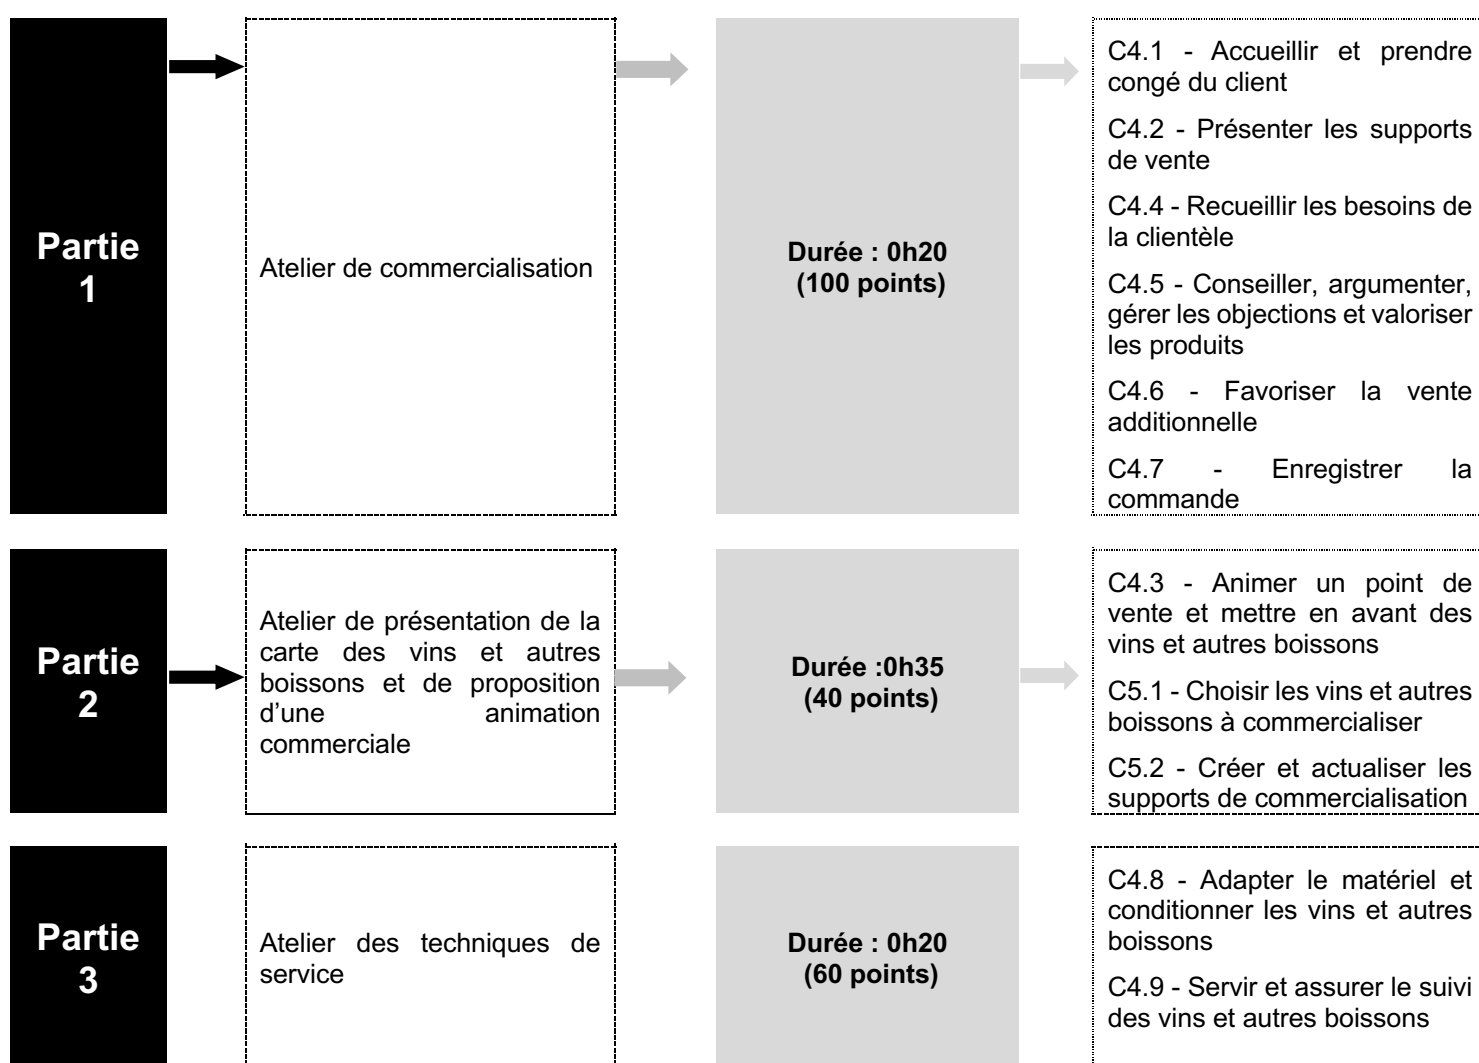 Partie
1
Atelier de commercialisation
Durée : 0h20
(100 points)
C4.1 - Accueillir et prendre
congé du client
C4.2 - Présenter les supports
de vente
C4.4 - Recueillir les besoins de
la clientèle
C4.5 - Conseiller, argumenter,
gérer les objections et valoriser
les produits
C4.6 - Favoriser la vente
additionnelle
C4.7 - Enregistrer la
commande
Partie
2
Atelier de présentation de la
carte des vins et autres
boissons et de proposition
d'une animation
commerciale
Durée :0h35
(40 points)
C4.3 - Animer un point de
vente et mettre en avant des
vins et autres boissons
C5.1 - Choisir les vins et autres
boissons à commercialiser
C5.2 - Créer et actualiser les
supports de commercialisation
Partie
3
Atelier des techniques de
service
Durée : 0h20
(60 points)
C4.8 - Adapter le matériel et
conditionner les vins et autres
boissons
C4.9 - Servir et assurer le suivi
des vins et autres boissons